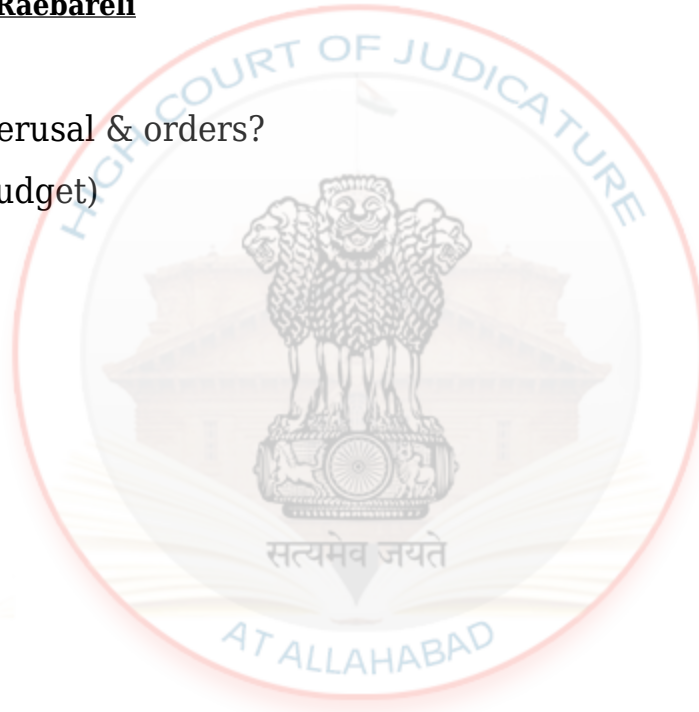 Raebareli
erusal & orders?
udget)
HIGH COURT OF JUDICATURE
सत्यमेव जयते
AT ALLAHABAD